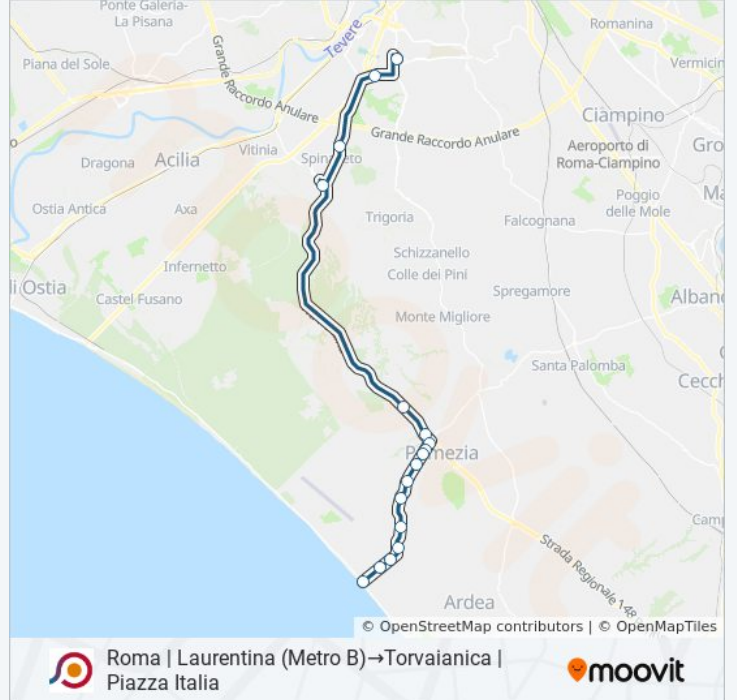 Ponte Galeria-
La Pisana
Tevere
Romanina
Piana del Sole
Grande Raccordo Anulare
Vermicin
Ciampino
Grande Raccordo Anulare
o
Vitinia
Spinaceto
Aeroporto di
Roma-Ciampino
Gro
Dragona
Acilia
Ma
Poggio
delle Mole
Ostia Antica
Axa
Trigoria
Falcognana
Schizzanello
Infernetto
Colle dei Pini
li Ostia
Castel Fusano
Spregamore
Alban
Monte Migliore
Santa Palomba
Cecch
Pomezia
Camp
Strada Regionale 148
Ardea
© OpenStreetMap contributors | © OpenMapTiles
Roma | Laurentina (Metro B)→Torvaianica |
Piazza Italia
moovit